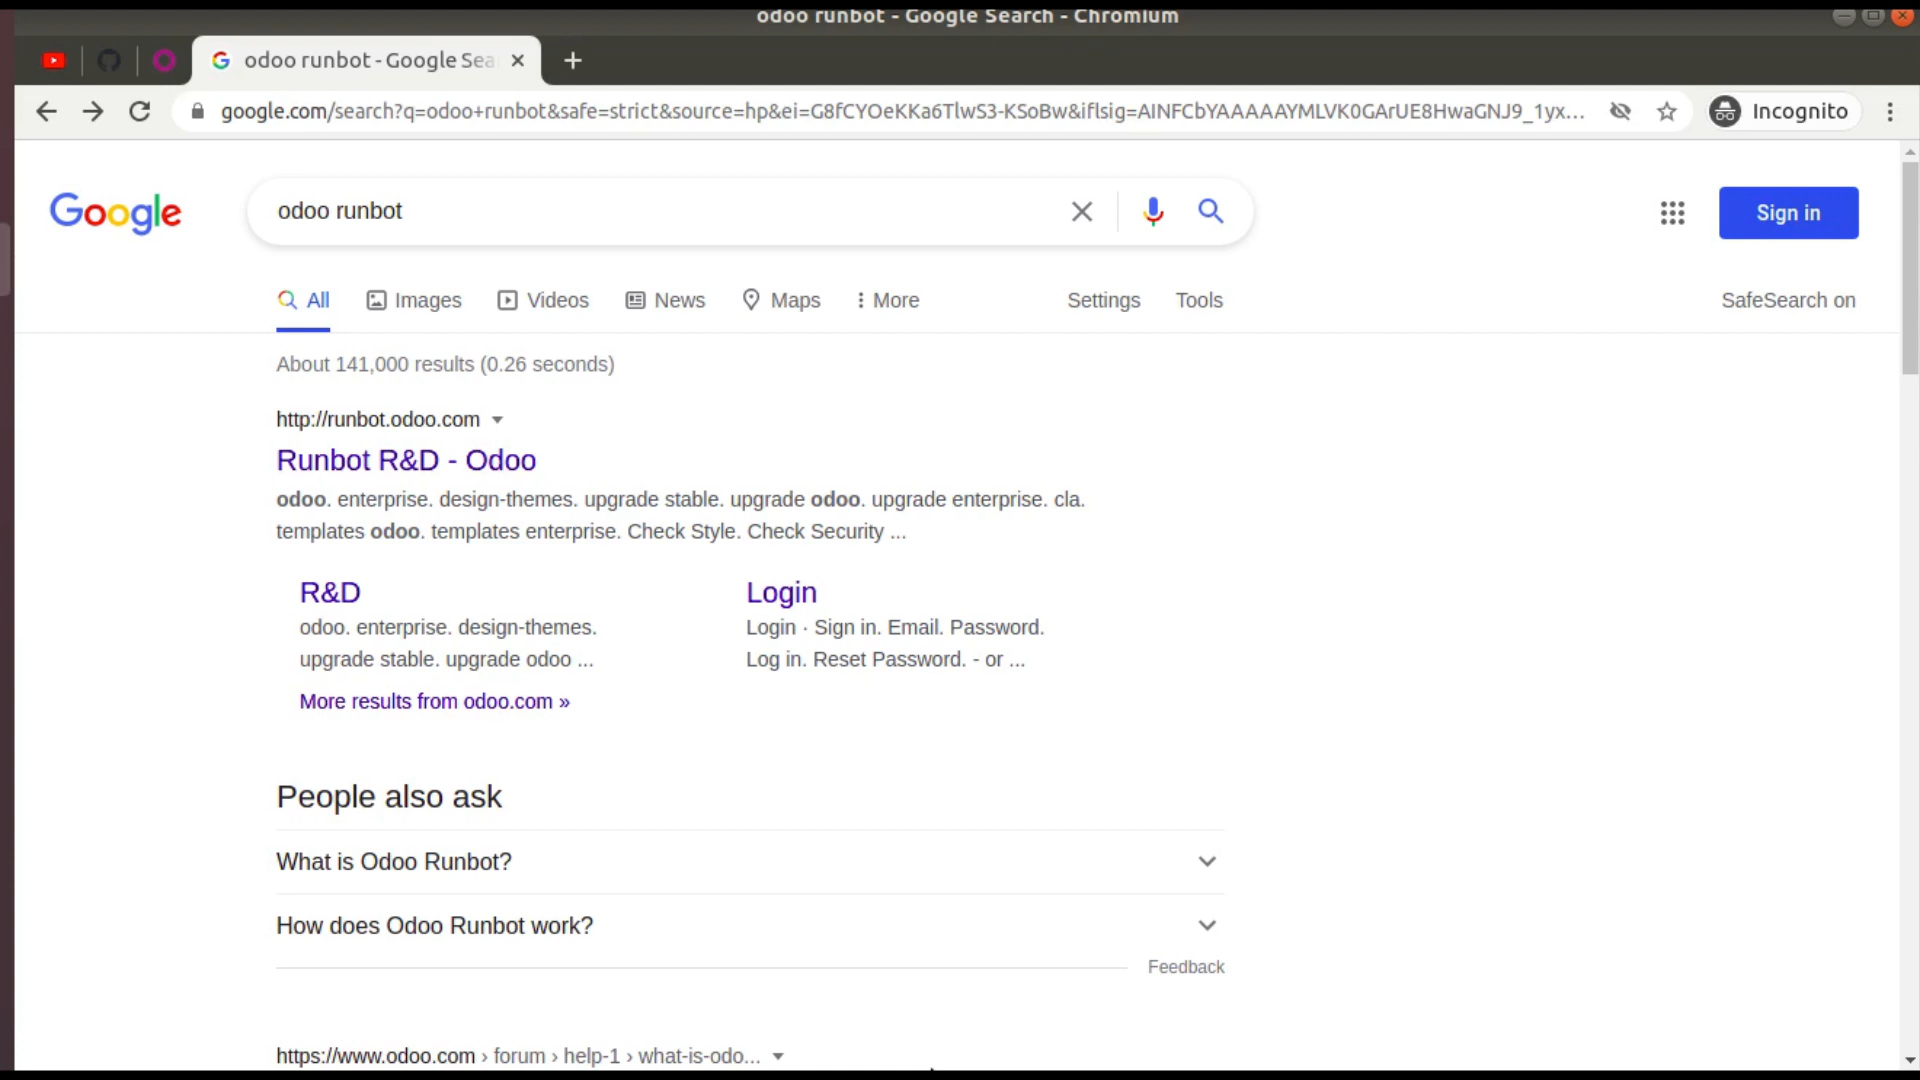 odoo runbot - Google Search - Chromium
odoo runbot - Google Sea
google.com/search?q=odoo+runbot&safe=strict&source=hp&ei=G8fCYOeKKa6TlwS3-KSoBw&iflsig=AINFCbYAAAAAYMLVK0GArUE8HwaGNJ9_1yx...
Incognito
Google
odoo runbot
Sign in
All
Images
Videos
News
Maps
More
Settings
Tools
SafeSearch on
About 141,000 results (0.26 seconds)
http://runbot.odoo.com
Runbot R&D - Odoo
odoo. enterprise. design-themes. upgrade stable. upgrade odoo. upgrade enterprise. cla.
templates odoo. templates enterprise. Check Style. Check Security ...
R&D
odoo. enterprise. design-themes.
upgrade stable. upgrade odoo ...
Login
Login · Sign in. Email. Password.
Log in. Reset Password. - or ...
More results from odoo.com »
People also ask
What is Odoo Runbot?
How does Odoo Runbot work?
Feedback
https://www.odoo.com › forum › help-1 › what-is-odo...